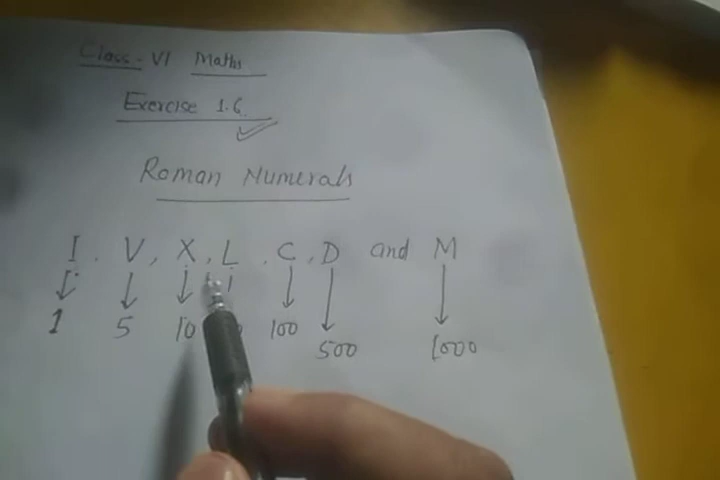 Class - VI Maths
Exercise 1.6
Roman Numerals
I, V, X, L, C, D and M
1 5 10 100 500 1000